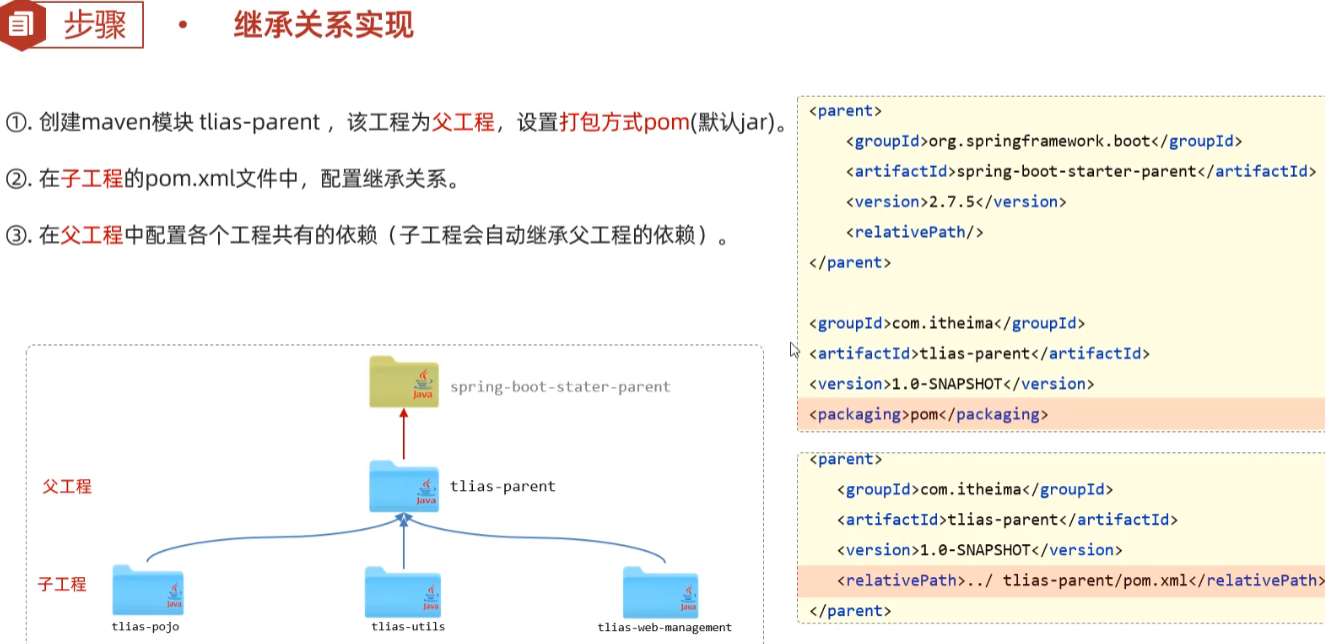 步骤 • 继承关系实现
①. 创建maven模块 tlias-parent ，该工程为父工程，设置打包方式pom(默认jar)。
②. 在子工程的pom.xml文件中，配置继承关系。
③. 在父工程中配置各个工程共有的依赖（子工程会自动继承父工程的依赖）。
<parent>
<groupId>org.springframework.boot</groupId>
<artifactId>spring-boot-starter-parent</artifactId>
<version>2.7.5</version>
<relativePath/>
</parent>
<groupId>com.itheima</groupId>
<artifactId>tlias-parent</artifactId>
<version>1.0-SNAPSHOT</version>
<packaging>pom</packaging>
<parent>
<groupId>com.itheima</groupId>
<artifactId>tlias-parent</artifactId>
<version>1.0-SNAPSHOT</version>
<relativePath>../ tlias-parent/pom.xml</relativePath>
</parent>
Java
spring-boot-stater-parent
父工程
Java
tlias-parent
子工程
Java
Java
Java
tlias-pojo
tlias-utils
tlias-web-management